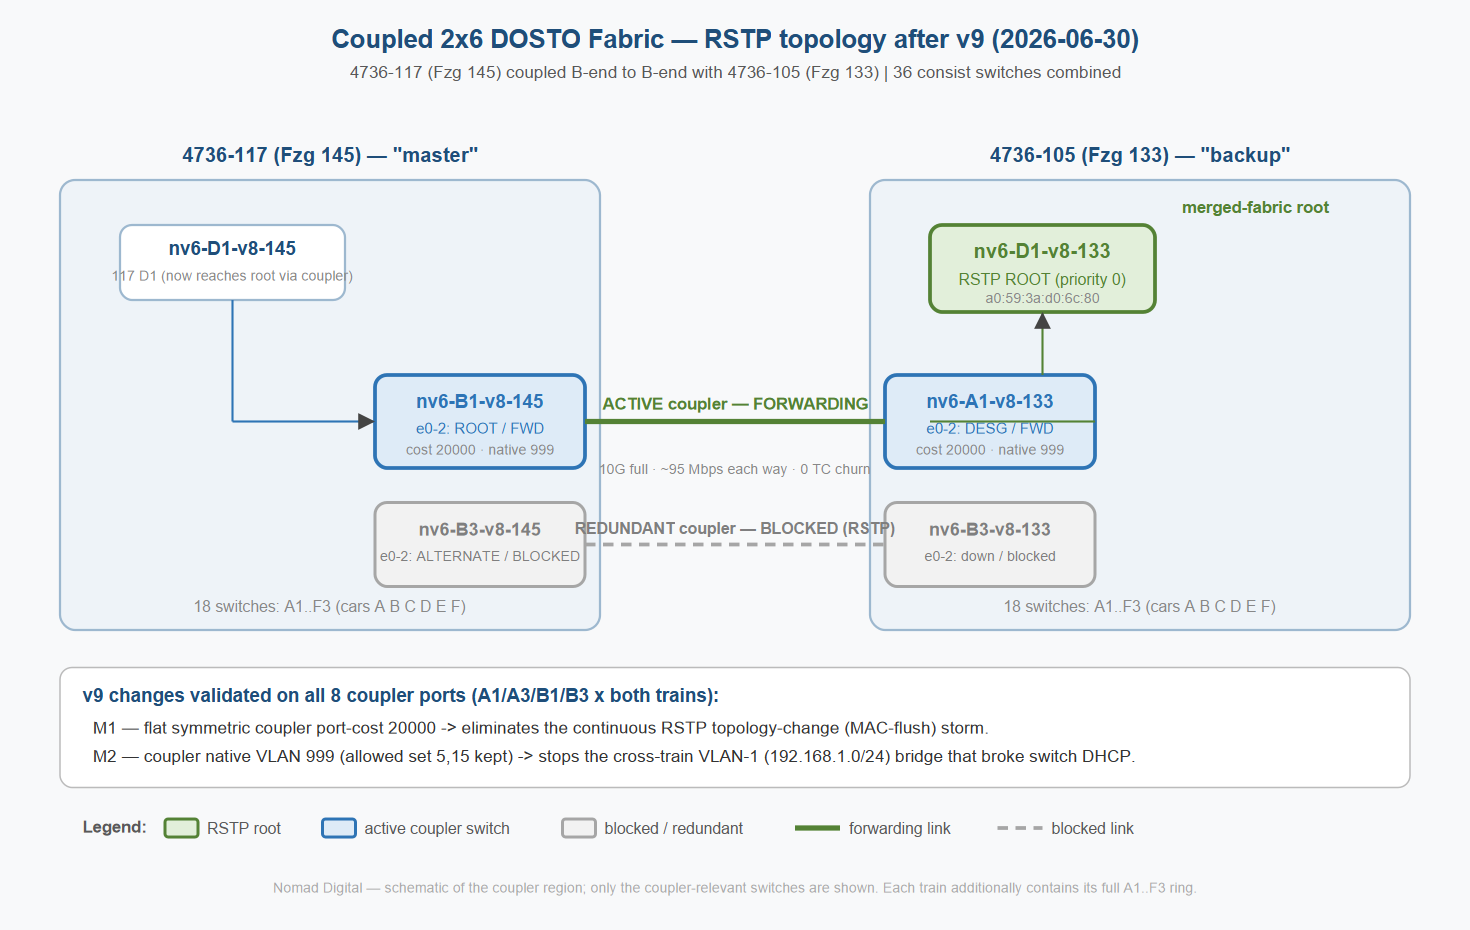 Coupled 2x6 DOSTO Fabric — RSTP topology after v9 (2026-06-30)
4736-117 (Fzg 145) coupled B-end to B-end with 4736-105 (Fzg 133) | 36 consist switches combined
4736-117 (Fzg 145) — "master"
nv6-D1-v8-145
117 D1 (now reaches root via coupler)
nv6-B1-v8-145
e0-2: ROOT / FWD
cost 20000 · native 999
nv6-B3-v8-145
e0-2: ALTERNATE / BLOCKED
18 switches: A1..F3 (cars A B C D E F)
ACTIVE coupler — FORWARDING
10G full · ~95 Mbps each way · 0 TC churn
REDUNDANT coupler — BLOCKED (RSTP)
4736-105 (Fzg 133) — "backup"
merged-fabric root
nv6-D1-v8-133
RSTP ROOT (priority 0)
a0:59:3a:d0:6c:80
nv6-A1-v8-133
e0-2: DESG / FWD
cost 20000 · native 999
nv6-B3-v8-133
e0-2: down / blocked
18 switches: A1..F3 (cars A B C D E F)
v9 changes validated on all 8 coupler ports (A1/A3/B1/B3 x both trains):
M1 — flat symmetric coupler port-cost 20000 -> eliminates the continuous RSTP topology-change (MAC-flush) storm.
M2 — coupler native VLAN 999 (allowed set 5,15 kept) -> stops the cross-train VLAN-1 (192.168.1.0/24) bridge that broke switch DHCP.
Legend:
RSTP root
active coupler switch
blocked / redundant
forwarding link
blocked link
Nomad Digital — schematic of the coupler region; only the coupler-relevant switches are shown. Each train additionally contains its full A1..F3 ring.